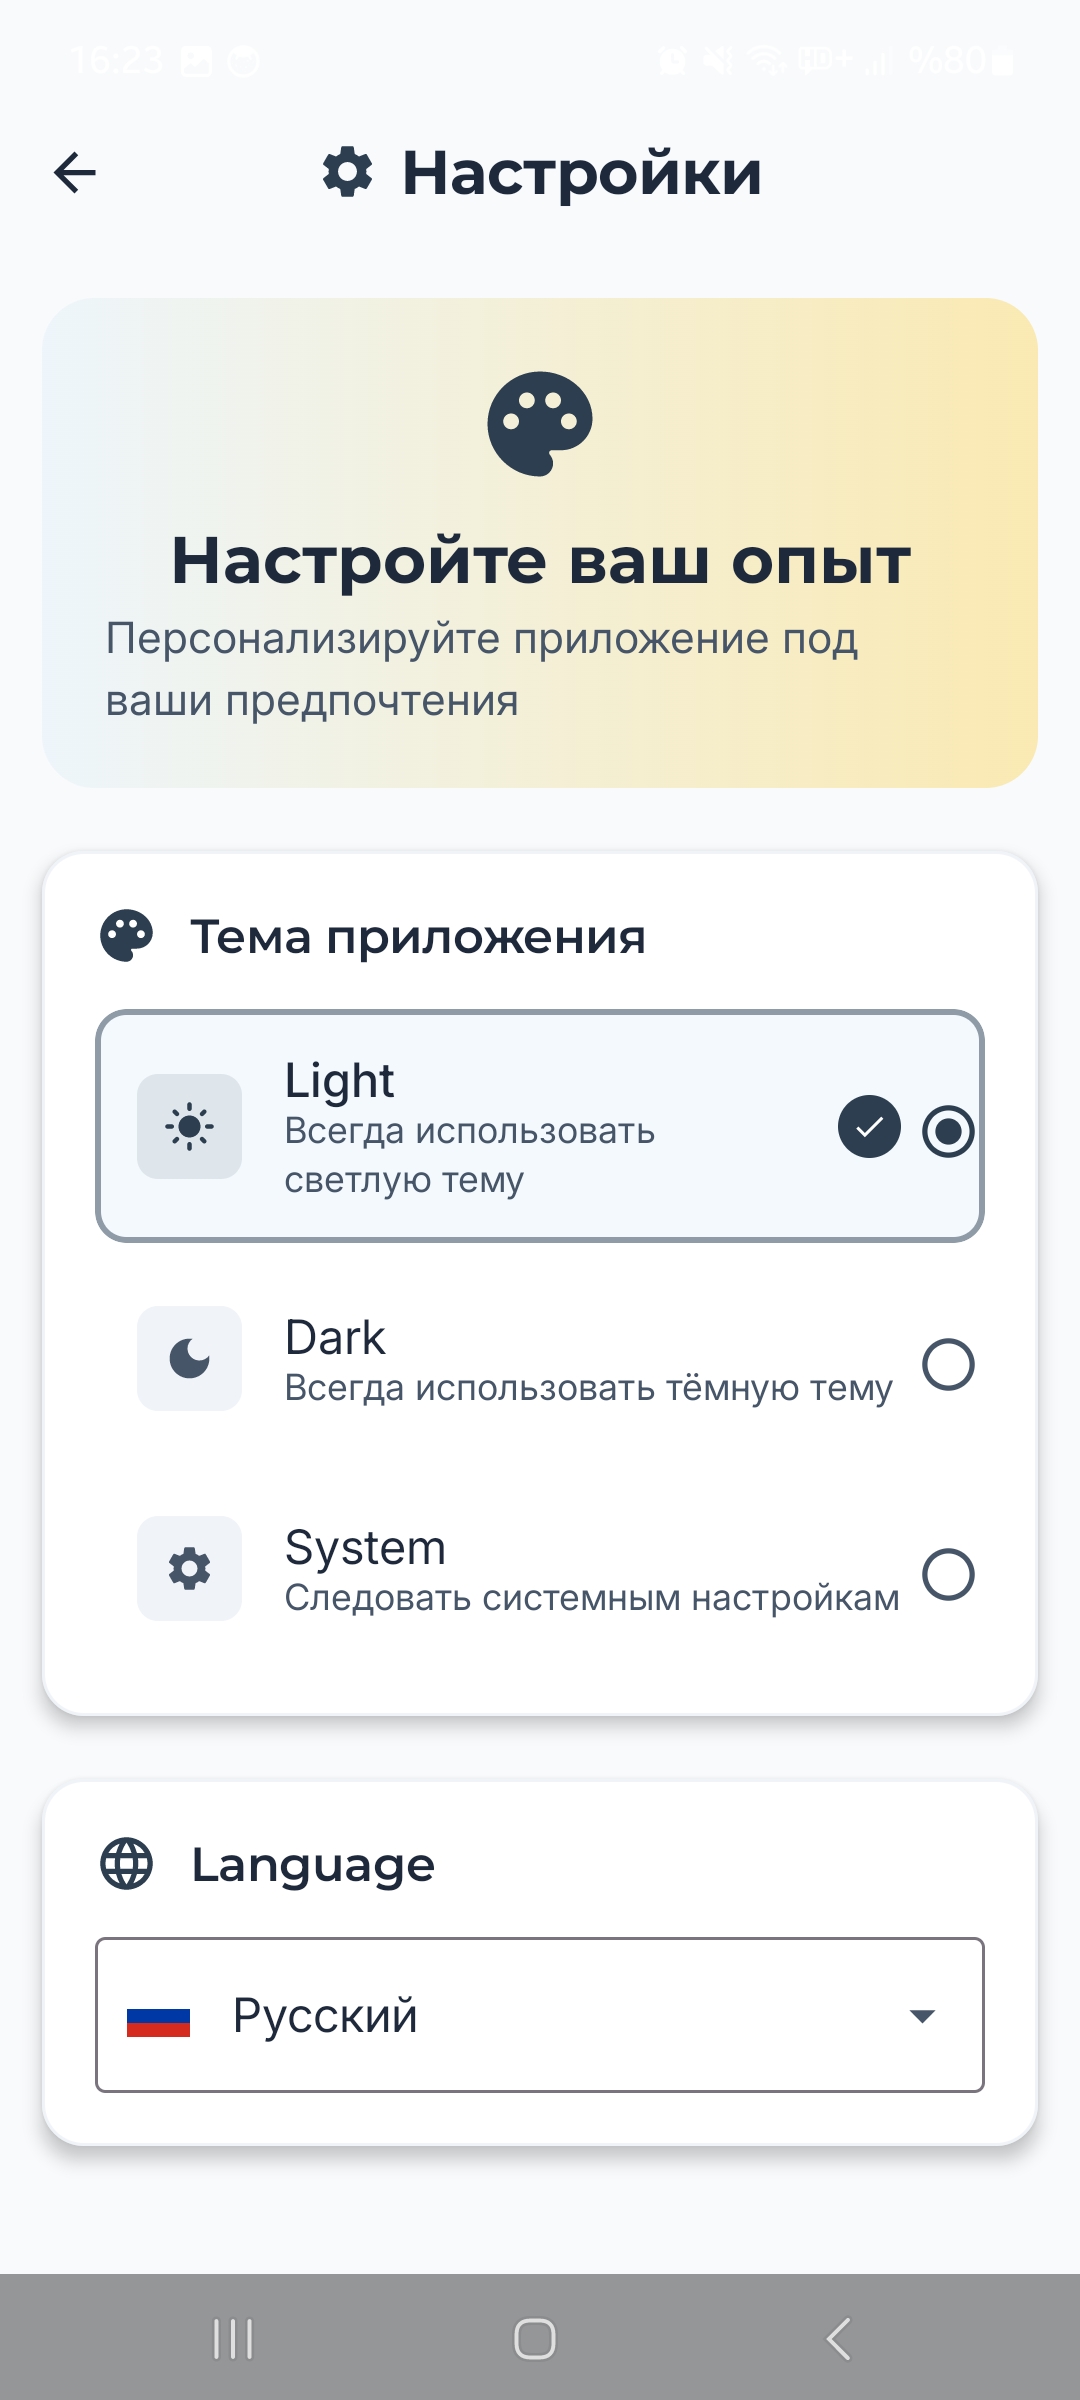 16:23 %80
Настройки
Настройте ваш опыт
Персонализируйте приложение под
ваши предпочтения
Тема приложения
Light
Всегда использовать
светлую тему
Dark
Всегда использовать тёмную тему
System
Следовать системным настройкам
Language
Русский